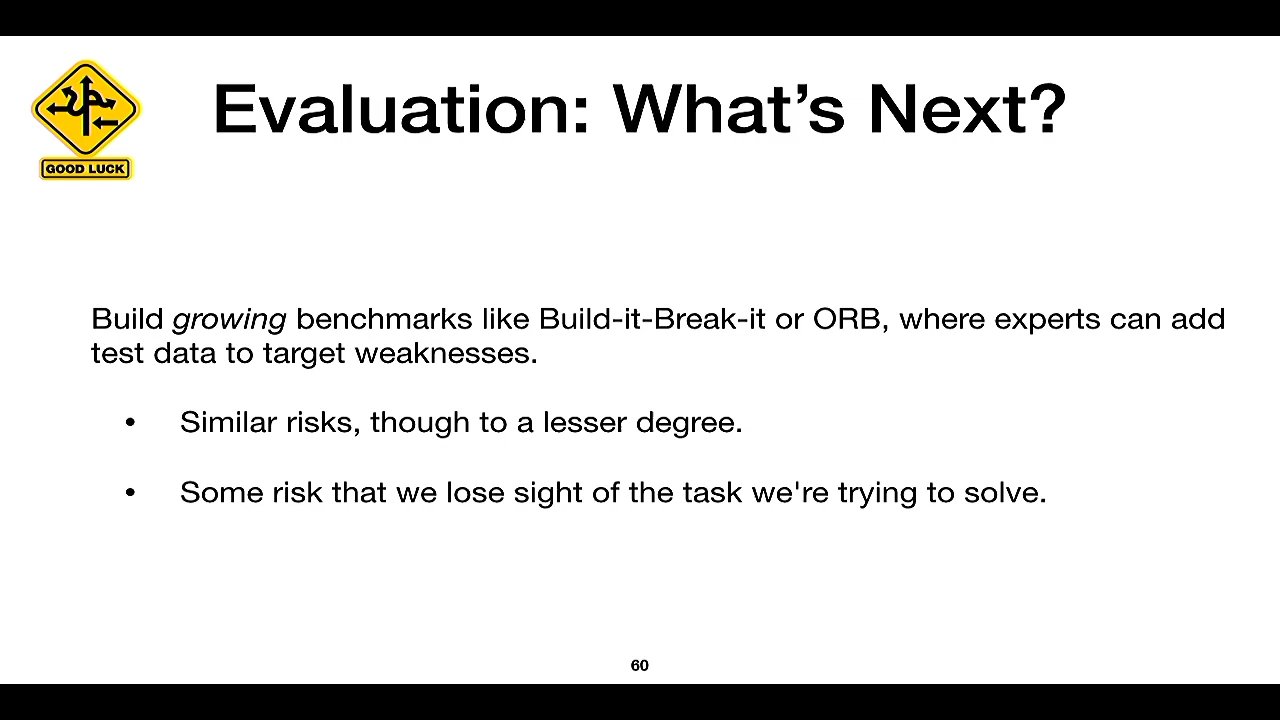 Evaluation: What’s Next?
GOOD LUCK
Build growing benchmarks like Build-it-Break-it or ORB, where experts can add
test data to target weaknesses.
• Similar risks, though to a lesser degree.
• Some risk that we lose sight of the task we're trying to solve.
60